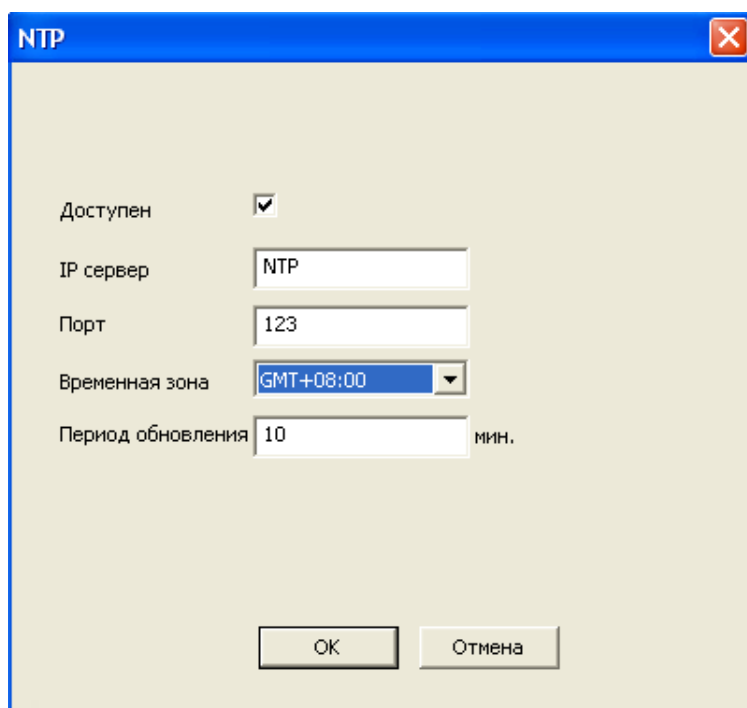 NTP
Доступен
IP сервер NTP
Порт 123
Временная зона GMT+08:00
Период обновления 10 мин.
OK Отмена